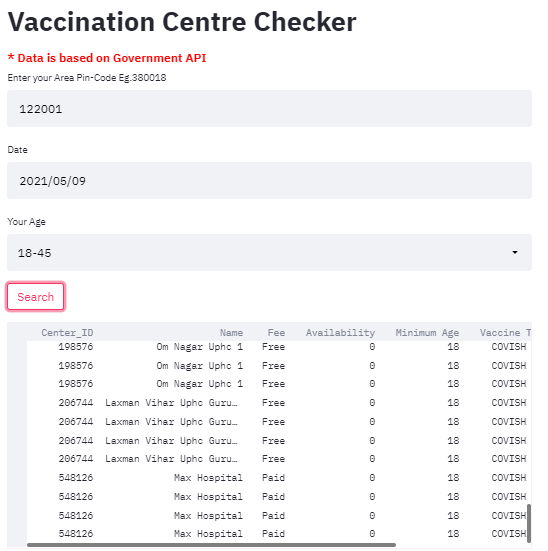 Vaccination Centre Checker
* Data is based on Government API
Enter your Area Pin-Code Eg.380018
122001
Date
2021/05/09
Your Age
18-45
Search
Center_ID Name Fee Availability Minimum Age Vaccine T
198576 Om Nagar Uphc 1 Free 0 18 COVISH
198576 Om Nagar Uphc 1 Free 0 18 COVISH
198576 Om Nagar Uphc 1 Free 0 18 COVISH
206744 Laxman Vihar Uphc Guru… Free 0 18 COVISH
206744 Laxman Vihar Uphc Guru… Free 0 18 COVISH
206744 Laxman Vihar Uphc Guru… Free 0 18 COVISH
206744 Laxman Vihar Uphc Guru… Free 0 18 COVISH
548126 Max Hospital Paid 0 18 COVISH
548126 Max Hospital Paid 0 18 COVISH
548126 Max Hospital Paid 0 18 COVISH
548126 Max Hospital Paid 0 18 COVISH